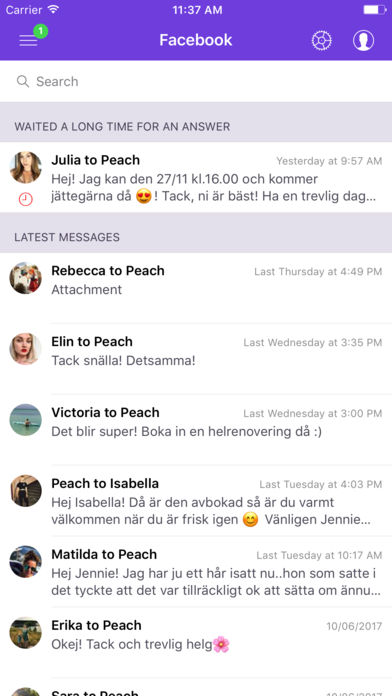 Carrier 11:37 AM
1
Facebook
Search
WAITED A LONG TIME FOR AN ANSWER
Julia to Peach Yesterday at 9:57 AM
Hej! Jag kan den 27/11 kl.16.00 och kommer
jättegärna då 😍! Tack, ni är bäst! Ha en trevlig dag...
LATEST MESSAGES
Rebecca to Peach Last Thursday at 4:49 PM
Attachment
Elin to Peach Last Wednesday at 3:35 PM
Tack snälla! Detsamma!
Victoria to Peach Last Wednesday at 3:00 PM
Det blir super! Boka in en helrenovering då :)
Peach to Isabella Last Tuesday at 4:03 PM
Hej Isabella! Då är den avbokad så är du varmt
välkommen när du är frisk igen 😊 Vänligen Jennie...
Matilda to Peach Last Tuesday at 10:17 AM
Hej Jennie! Jag har ju ett hår isatt nu..hon som satte i
det tyckte att det var tillräckligt ok att sätta om ännu...
Erika to Peach 10/06/2017
Okej! Tack och trevlig helg🌸
Sara to Peach 10/06/2017